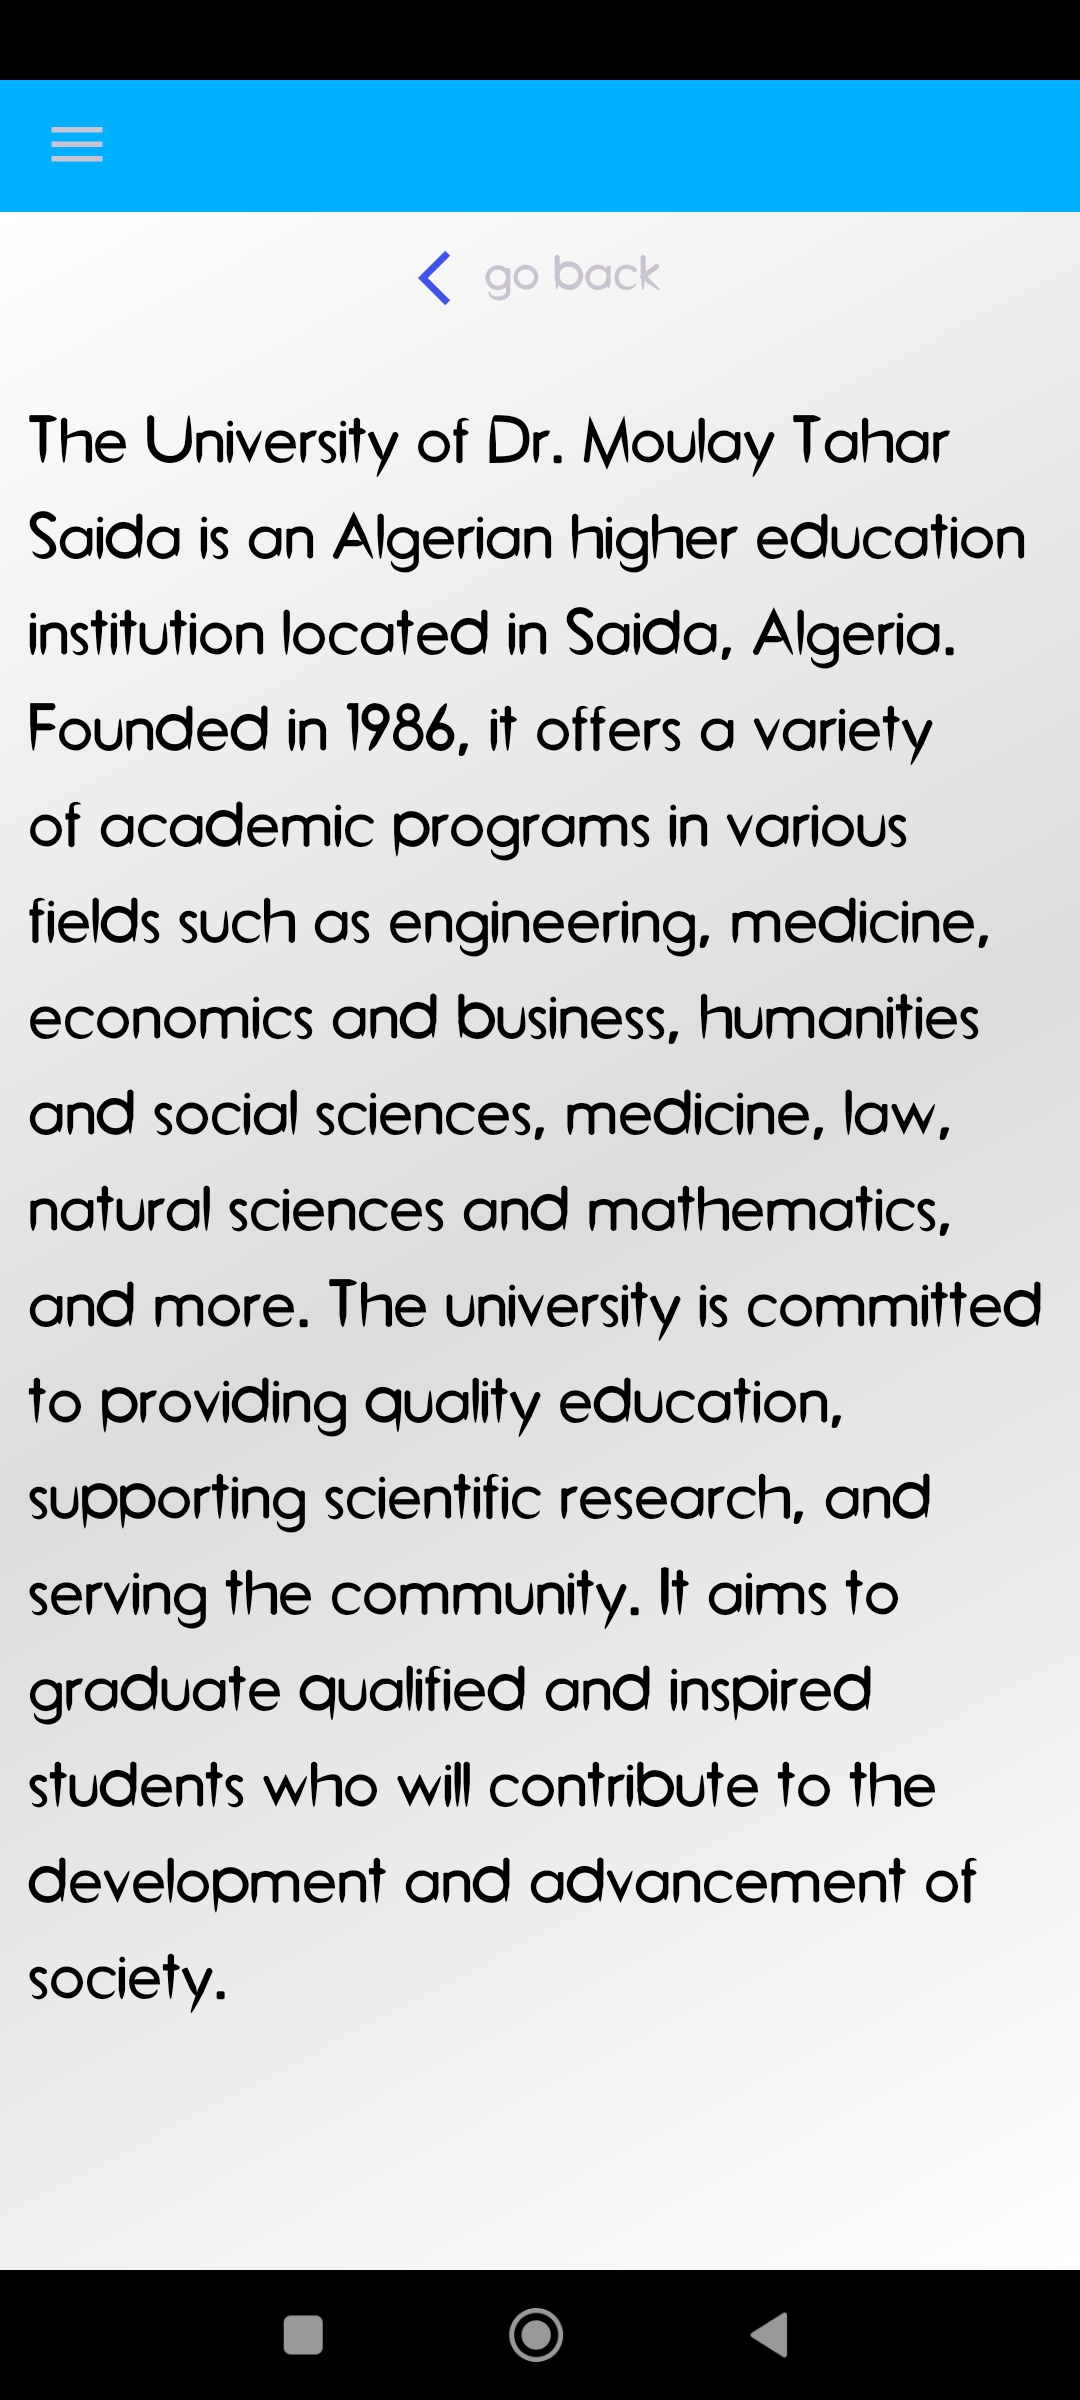 go back
The University of Dr. Moulay Tahar
Saida is an Algerian higher education
institution located in Saida, Algeria.
Founded in 1986, it offers a variety
of academic programs in various
fields such as engineering, medicine,
economics and business, humanities
and social sciences, medicine, law,
natural sciences and mathematics,
and more. The university is committed
to providing quality education,
supporting scientific research, and
serving the community. It aims to
graduate qualified and inspired
students who will contribute to the
development and advancement of
society.